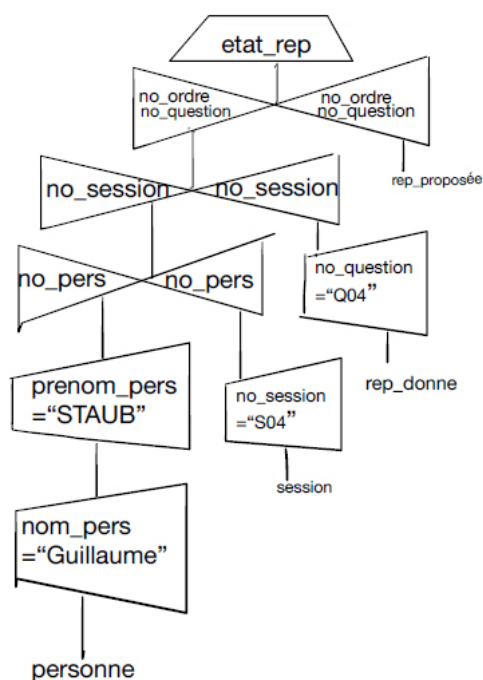 etat_rep
no_ordre
no_question
no_ordre
no_question
rep_proposée
no_session
no_session
no_pers
no_pers
no_question
="Q04"
rep_donne
prenom_pers
="STAUB"
no_session
="S04"
session
nom_pers
="Guillaume"
personne